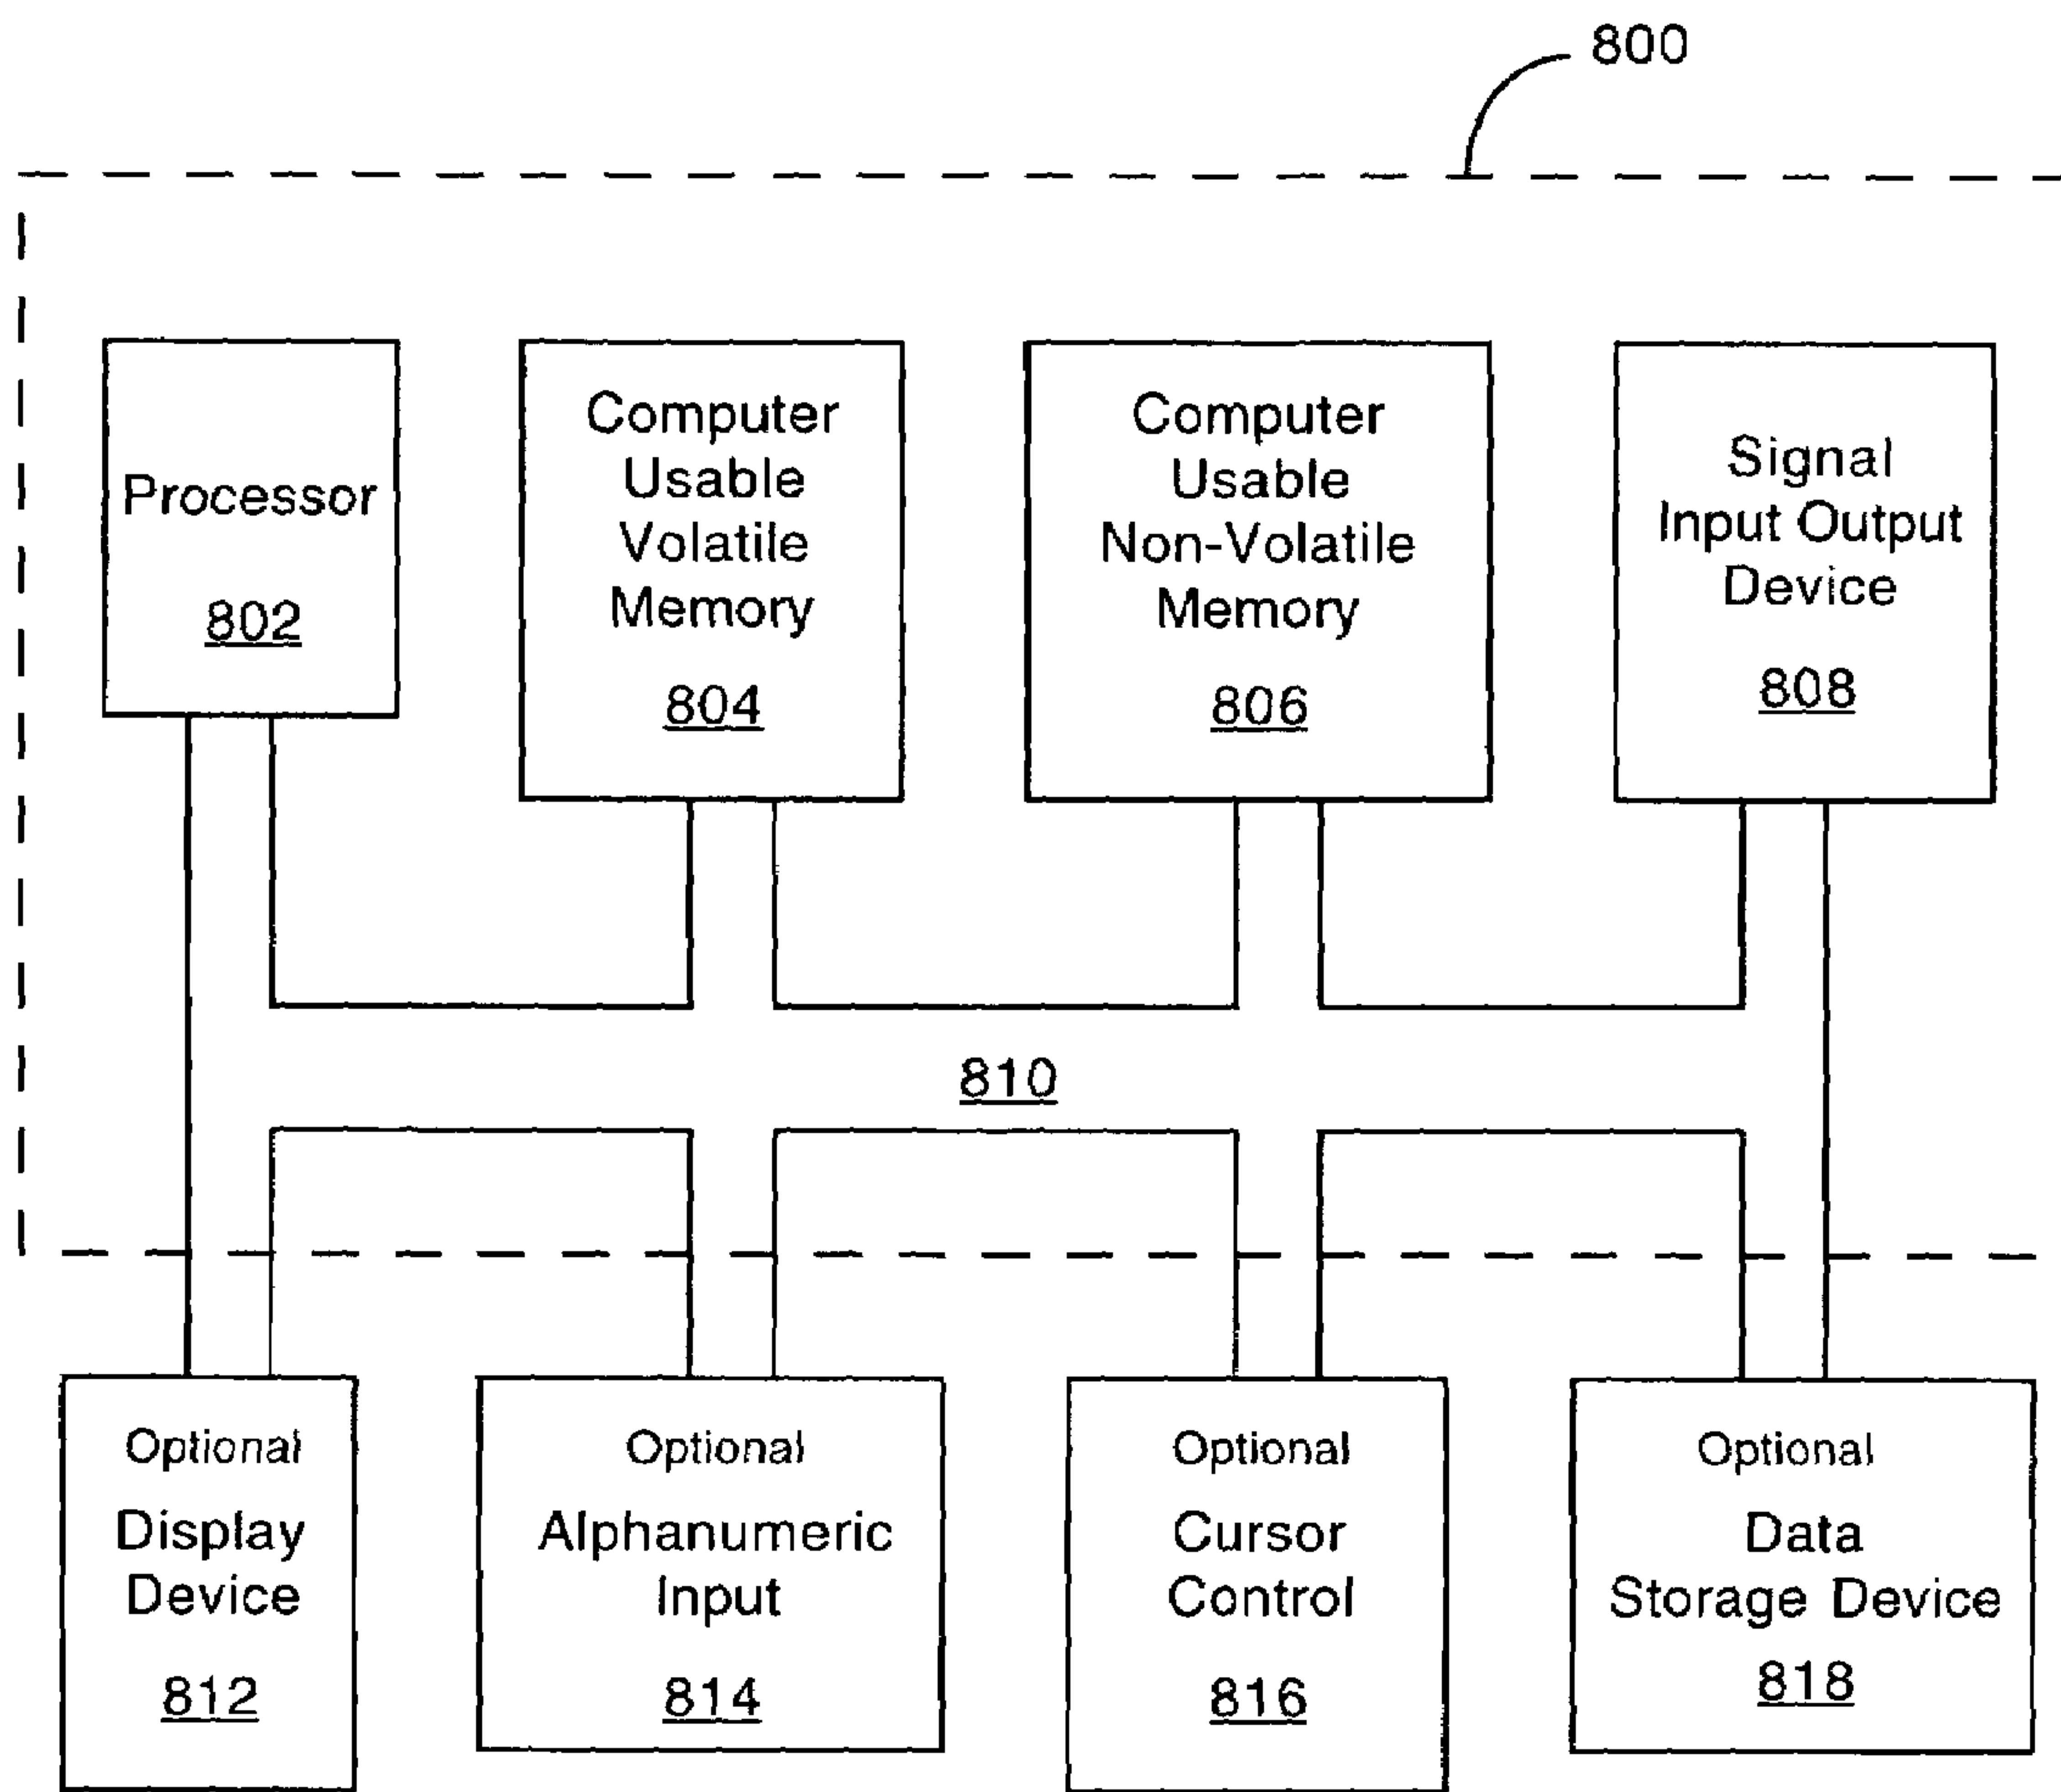 800
Processor
802
Computer
Usable
Volatile
Memory
804
Computer
Usable
Non-Volatile
Memory
806
Signal
Input Output
Device
808
810
Optional
Display
Device
812
Optional
Alphanumeric
Input
814
Optional
Cursor
Control
816
Optional
Data
Storage Device
818